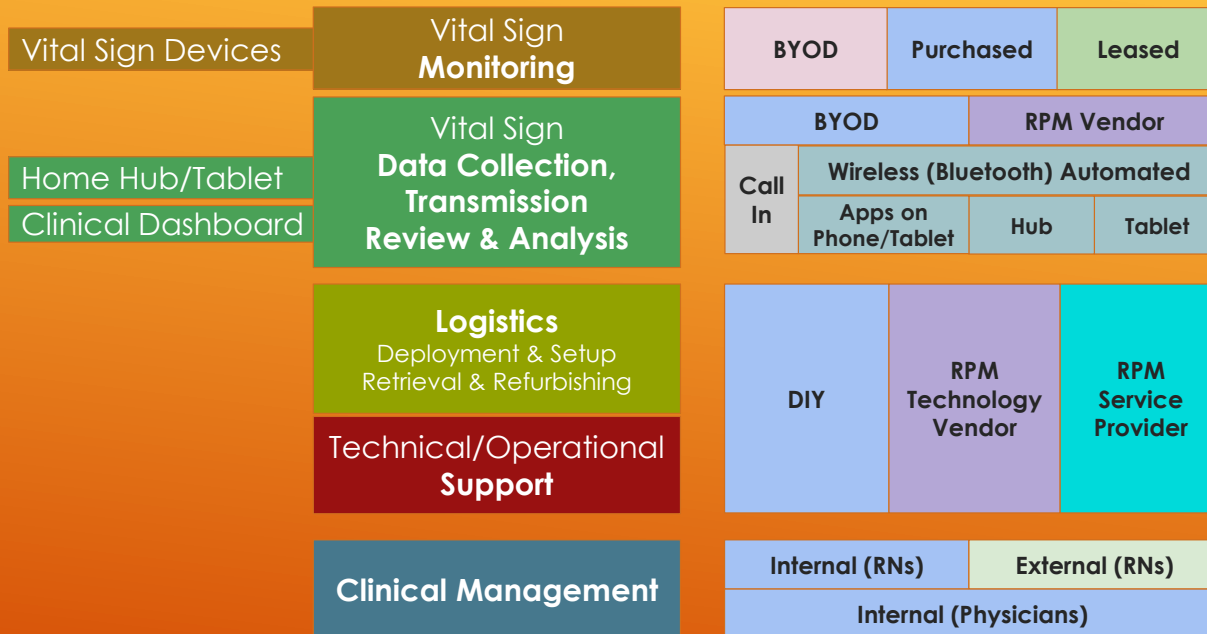 Vital Sign Devices
Vital Sign
Monitoring
BYOD
Purchased
Leased
Home Hub/Tablet
Clinical Dashboard
Vital Sign
Data Collection,
Transmission
Review & Analysis
BYOD
RPM Vendor
Call
In
Wireless (Bluetooth) Automated
Apps on
Phone/Tablet
Hub
Tablet
Logistics
Deployment & Setup
Retrieval & Refurbishing
Technical/Operational
Support
DIY
RPM
Technology
Vendor
RPM
Service
Provider
Clinical Management
Internal (RNs)
External (RNs)
Internal (Physicians)